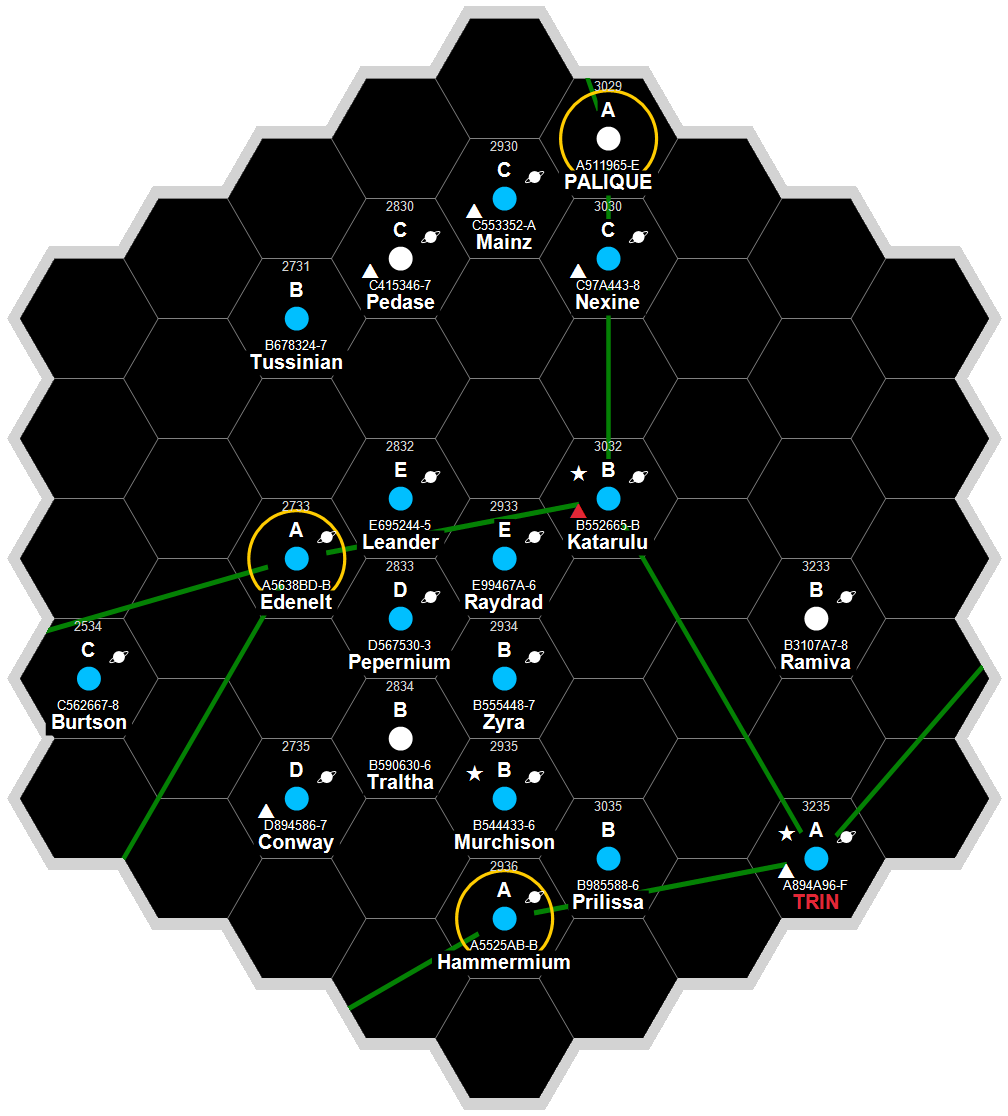 3029
A
A511965-E
PALIQUE
2930
C
C553352-A
Mainz
2830
C
C415346-7
Pedase
3030
C
C97A443-8
Nexine
2731
B
B678324-7
Tussinian
2832
E
E695244-5
Leander
3032
B
B552665-B
Katarulu
2733
A
A5638BD-B
Edenelt
2933
E
E99467A-6
Raydrad
2833
D
D567530-3
Pepernium
3233
B
B3107A7-8
Ramiva
2534
C
C562667-8
Burtson
2934
B
B555448-7
Zyra
2834
B
B590630-6
Traltha
2735
D
D894586-7
Conway
2935
B
B544433-6
Murchison
3035
B
B985588-6
Prilissa
3235
A
A894A96-F
TRIN
2936
A
A5525AB-B
Hammermium